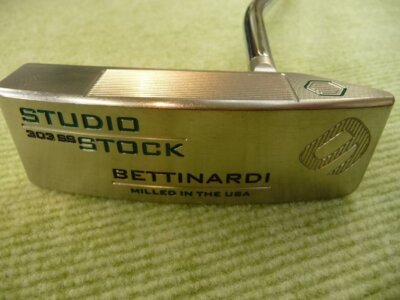 STUDIO
303 SS
STOCK
BETTINARDI
MILLED IN THE USA